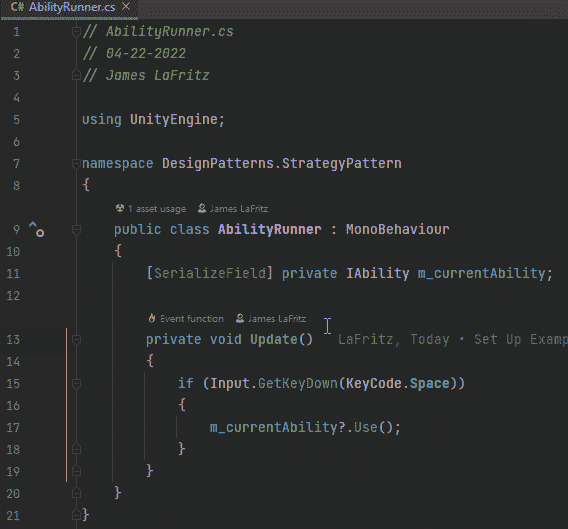 C# AbilityRunner.cs ×
1 // AbilityRunner.cs
2 // 04-22-2022
3 // James LaFritz
4
5 using UnityEngine;
6
7 namespace DesignPatterns.StrategyPattern
8 {
1 asset usage James LaFritz
9 public class AbilityRunner : MonoBehaviour
10 {
11 [SerializeField] private IAbility m_currentAbility;
12
Event function James LaFritz
13 private void Update() LaFritz, Today • Set Up Examp
14 {
15 if (Input.GetKeyDown(KeyCode.Space))
16 {
17 m_currentAbility?.Use();
18 }
19 }
20 }
21 }